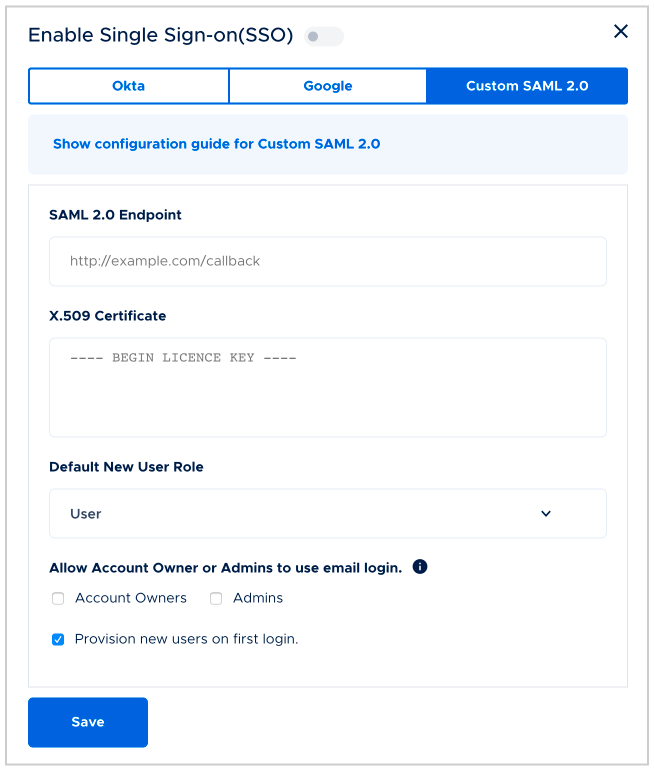 Enable Single Sign-on(SSO)
Okta
Google
Custom SAML 2.0
Show configuration guide for Custom SAML 2.0
SAML 2.0 Endpoint
http://example.com/callback
X.509 Certificate
---- BEGIN LICENCE KEY ----
Default New User Role
User
Allow Account Owner or Admins to use email login.
Account Owners
Admins
Provision new users on first login.
Save